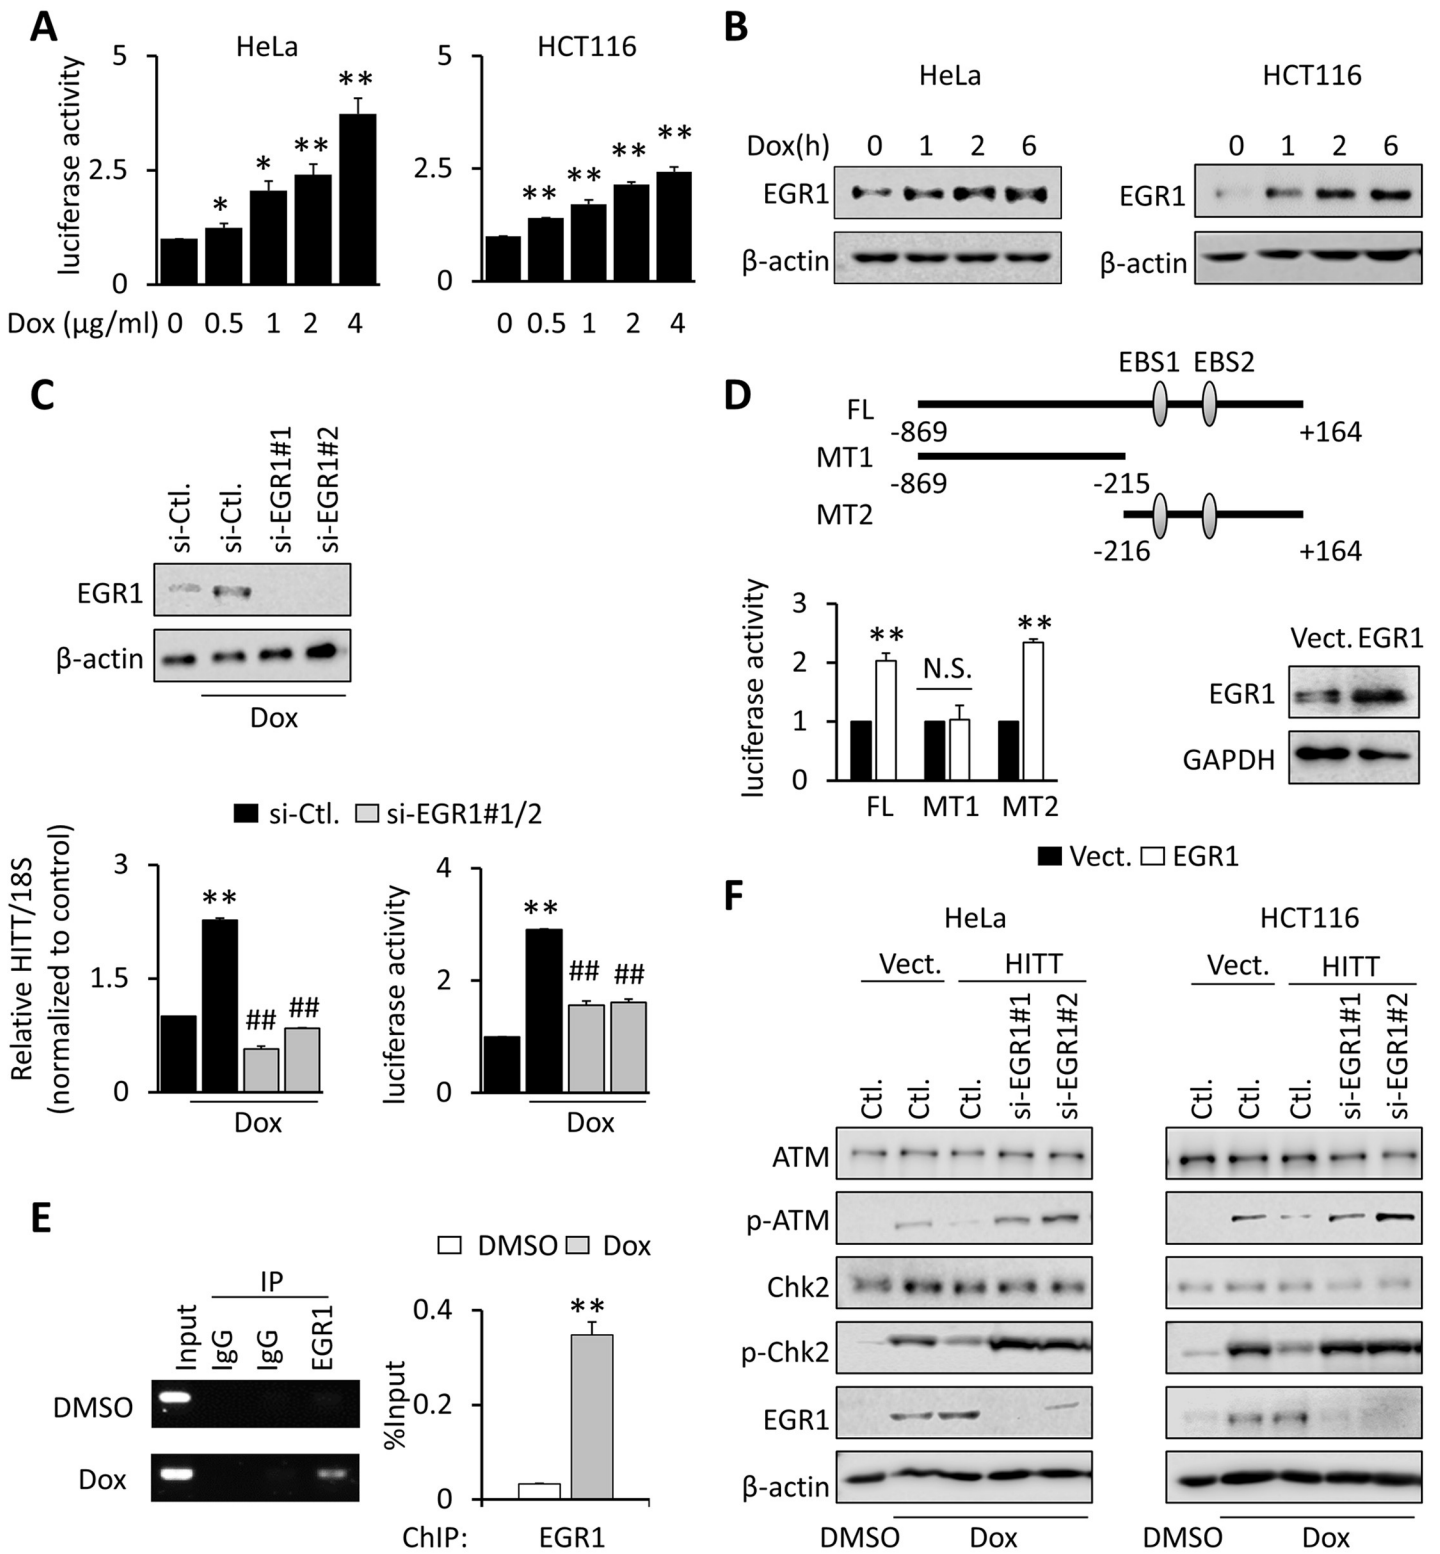 A
HeLa
HCT116
luciferase activity
5
2.5
0
5
2.5
0
*
*
**
**
**
**
**
**
Dox (µg/ml) 0 0.5 1 2 4
0 0.5 1 2 4
B
HeLa
HCT116
Dox(h) 0 1 2 6
0 1 2 6
EGR1
EGR1
β-actin
β-actin
C
si-Ctl.
si-Ctl.
si-EGR1#1
si-EGR1#2
EGR1
β-actin
Dox
si-Ctl. si-EGR1#1/2
Relative HITT/18S
(normalized to control)
3
1.5
0
**
##
##
Dox
luciferase activity
4
2
0
**
##
##
Dox
D
EBS1 EBS2
FL
-869
+164
MT1
-869
-215
MT2
-216
+164
luciferase activity
3
2
1
0
**
N.S.
**
FL MT1 MT2
Vect. EGR1
Vect. EGR1
EGR1
GAPDH
E
IP
Input
IgG
IgG
EGR1
DMSO
Dox
DMSO Dox
%Input
0.4
0.2
0
**
ChIP: EGR1
F
HeLa
HCT116
Vect. HITT
Vect. HITT
Ctl.
Ctl.
Ctl.
si-EGR1#1
si-EGR1#2
Ctl.
Ctl.
Ctl.
si-EGR1#1
si-EGR1#2
ATM
p-ATM
Chk2
p-Chk2
EGR1
β-actin
DMSO Dox
DMSO Dox